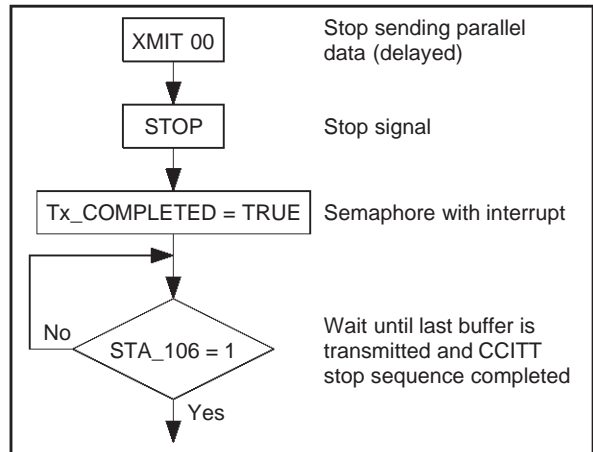 XMIT 00
Stop sending parallel
data (delayed)
STOP
Stop signal
Tx_COMPLETED = TRUE
Semaphore with interrupt
No
STA_106 = 1
Wait until last buffer is
transmitted and CCITT
stop sequence completed
Yes